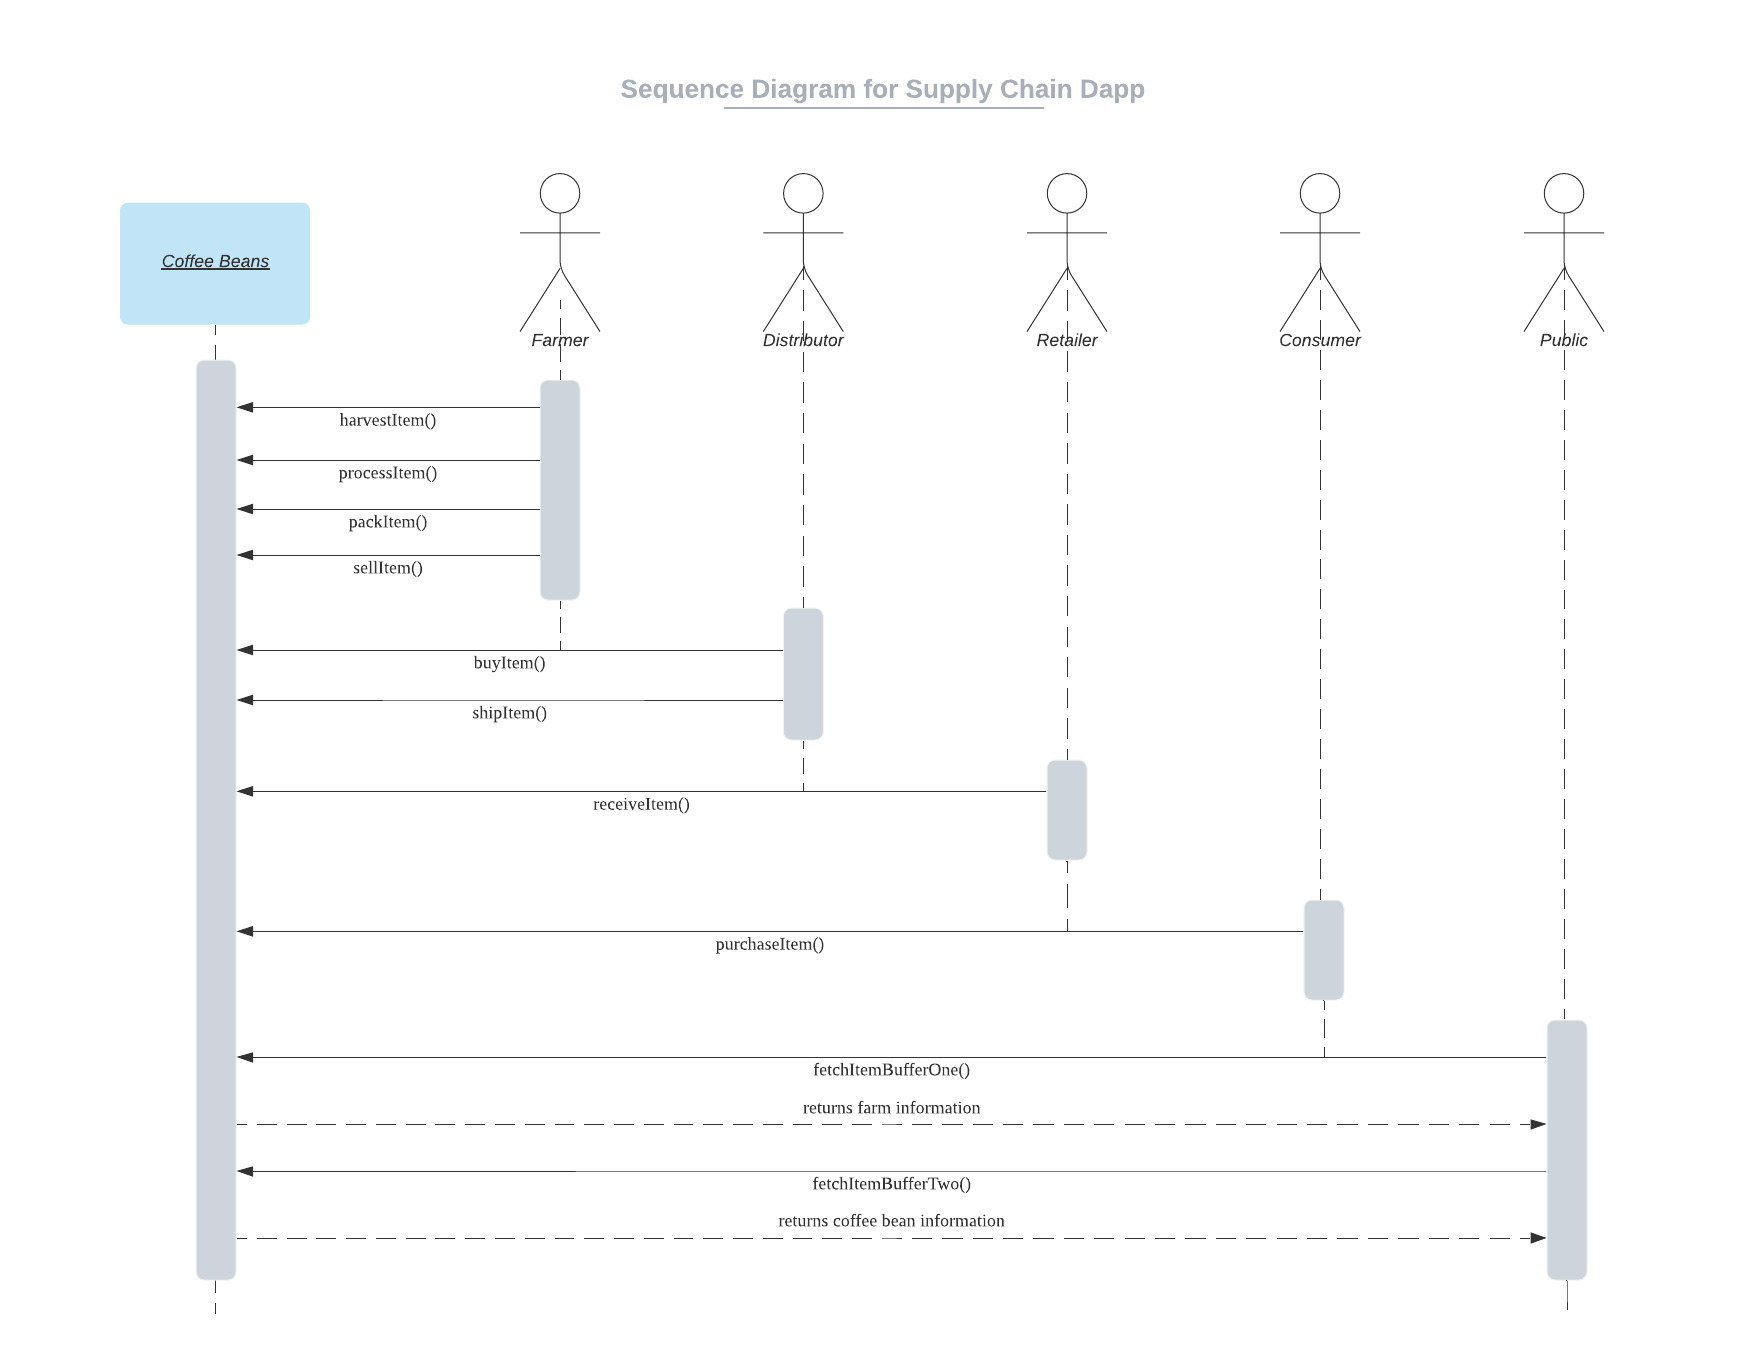 Sequence Diagram for Supply Chain Dapp
Coffee Beans
Farmer
Distributor
Retailer
Consumer
Public
harvestItem()
processItem()
packItem()
sellItem()
buyItem()
shipItem()
receiveItem()
purchaseItem()
fetchItemBufferOne()
returns farm information
fetchItemBufferTwo()
returns coffee bean information